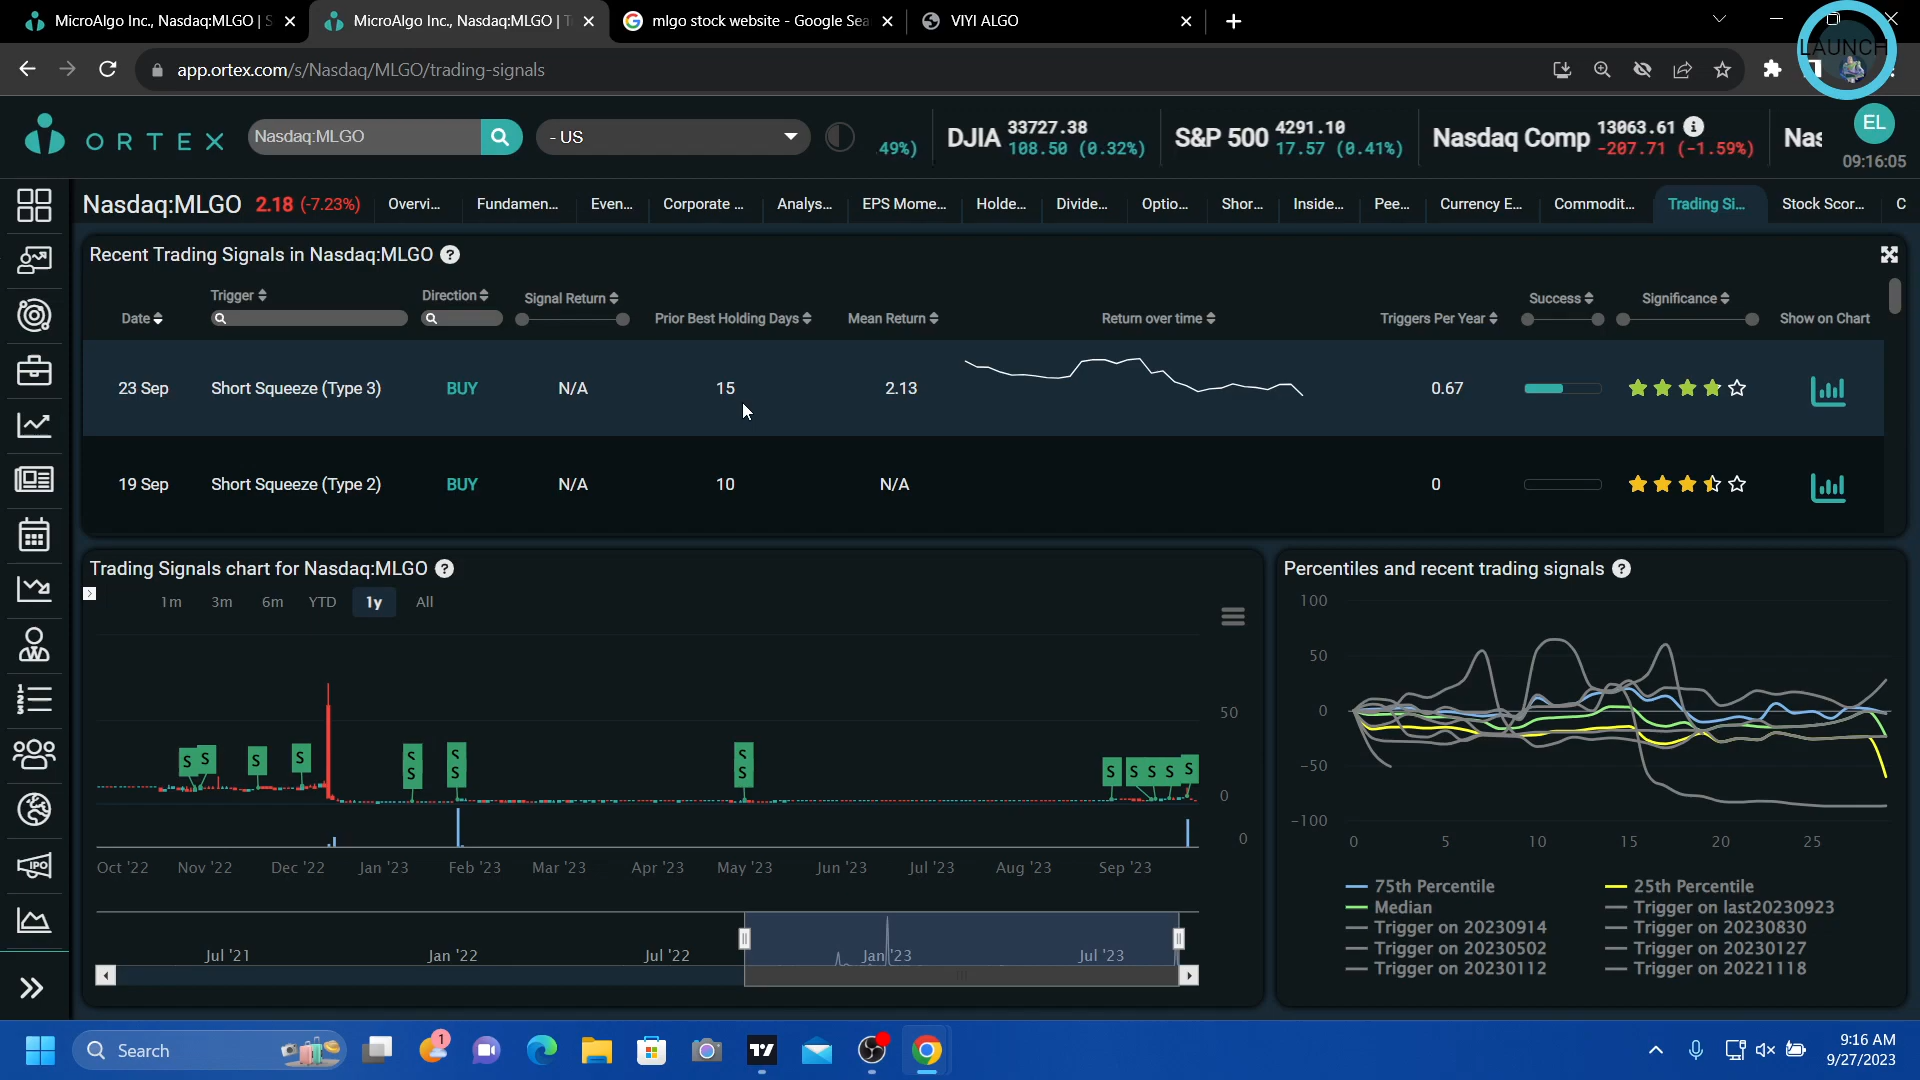 MicroAlgo Inc., Nasdaq:MLGO | S
MicroAlgo Inc., Nasdaq:MLGO | T
mlgo stock website - Google Sea
VIYI ALGO
LAUNCH
app.ortex.com/s/Nasdaq/MLGO/trading-signals
ORTEX
Nasdaq:MLGO
- US
49%)
DJIA 33727.38 108.50 (0.32%)
S&P 500 4291.10 17.57 (0.41%)
Nasdaq Comp 13063.61 -207.71 (-1.59%)
Nas
EL
09:16:05
Nasdaq:MLGO 2.18 (-7.23%)
Overvi... Fundamen... Even... Corporate ... Analys... EPS Mome... Holde... Divide... Optio... Shor... Inside... Pee... Currency E... Commodit... Trading Si... Stock Scor... C
Recent Trading Signals in Nasdaq:MLGO ?
Date Trigger Direction Signal Return Prior Best Holding Days Mean Return Return over time Triggers Per Year Success Significance Show on Chart
23 Sep Short Squeeze (Type 3) BUY N/A 15 2.13 0.67
19 Sep Short Squeeze (Type 2) BUY N/A 10 N/A 0
Trading Signals chart for Nasdaq:MLGO ?
1m 3m 6m YTD 1y All
50
0
0
S S S S S S S S S S S S S S S
Oct '22 Nov '22 Dec '22 Jan '23 Feb '23 Mar '23 Apr '23 May '23 Jun '23 Jul '23 Aug '23 Sep '23
Jul '21 Jan '22 Jul '22 Jan '23 Jul '23
Percentiles and recent trading signals ?
100
50
0
-50
-100
0 5 10 15 20 25
75th Percentile 25th Percentile
Median Trigger on last20230923
Trigger on 20230914 Trigger on 20230830
Trigger on 20230502 Trigger on 20230127
Trigger on 20230112 Trigger on 20221118
IPO
Search
1
9:16 AM
9/27/2023